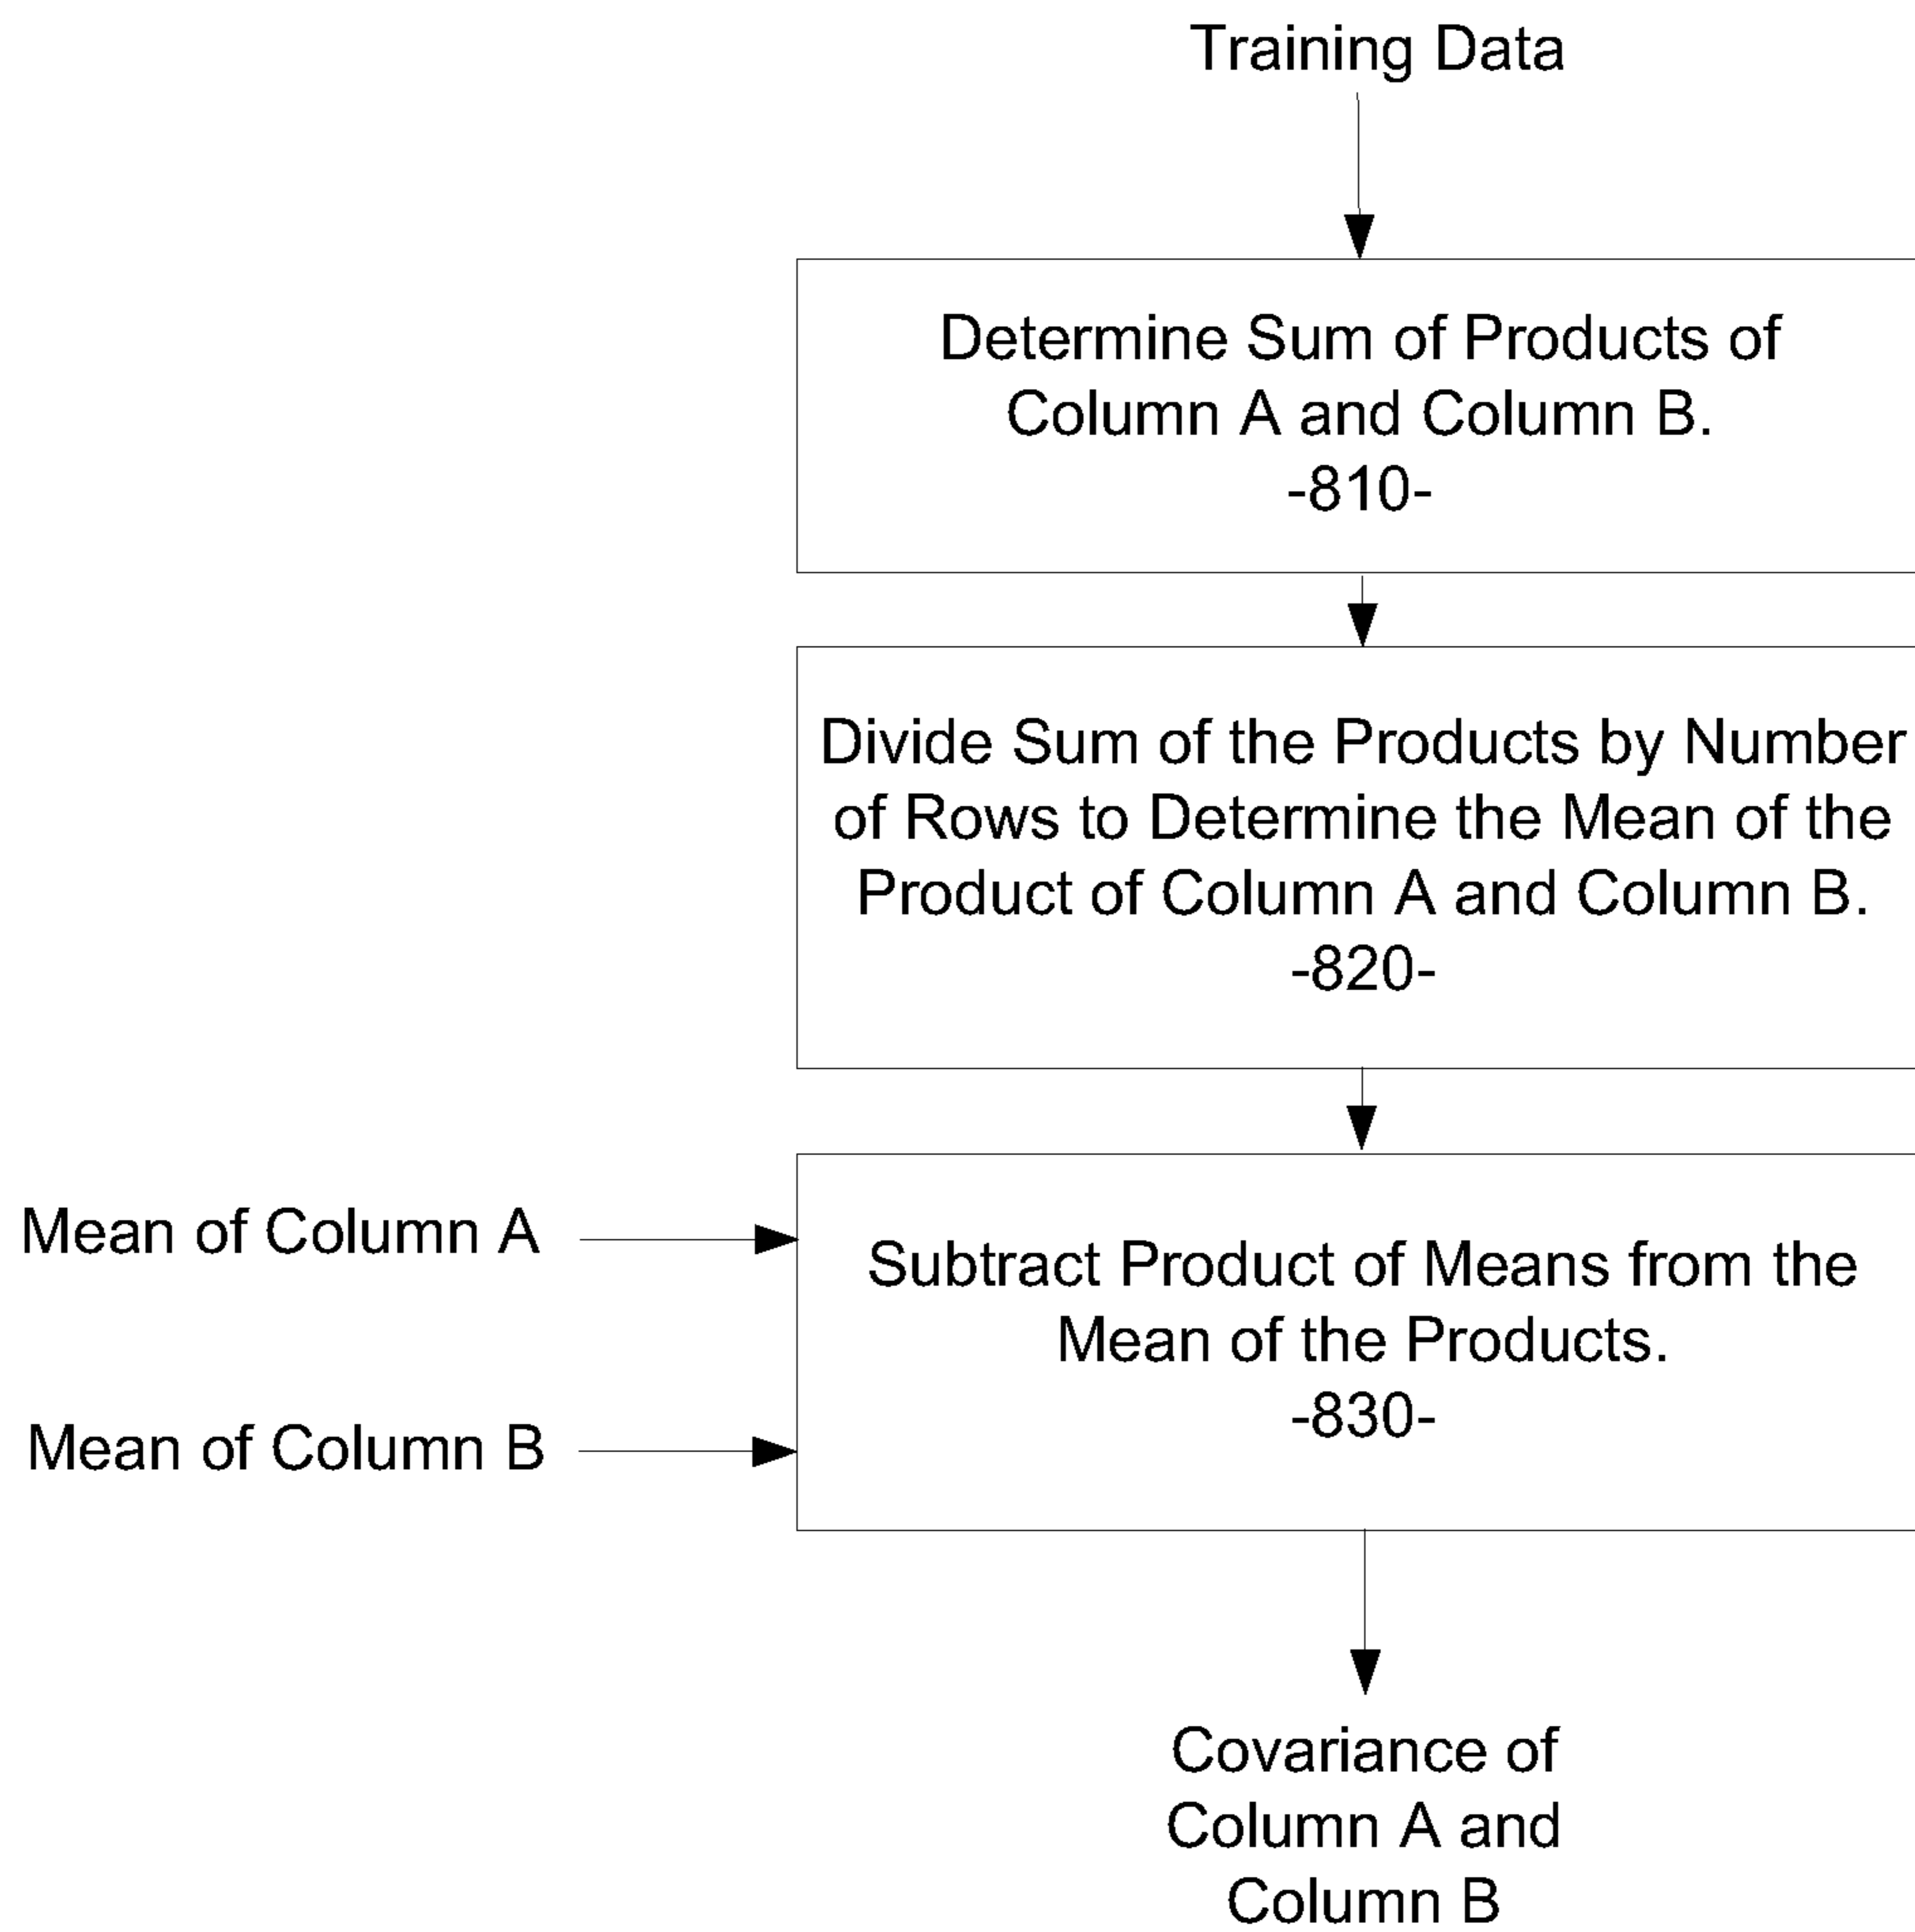 Training Data
Determine Sum of Products of
Column A and Column B.
-810-
Divide Sum of the Products by Number
of Rows to Determine the Mean of the
Product of Column A and Column B.
-820-
Mean of Column A
Mean of Column B
Subtract Product of Means from the
Mean of the Products.
-830-
Covariance of
Column A and
Column B